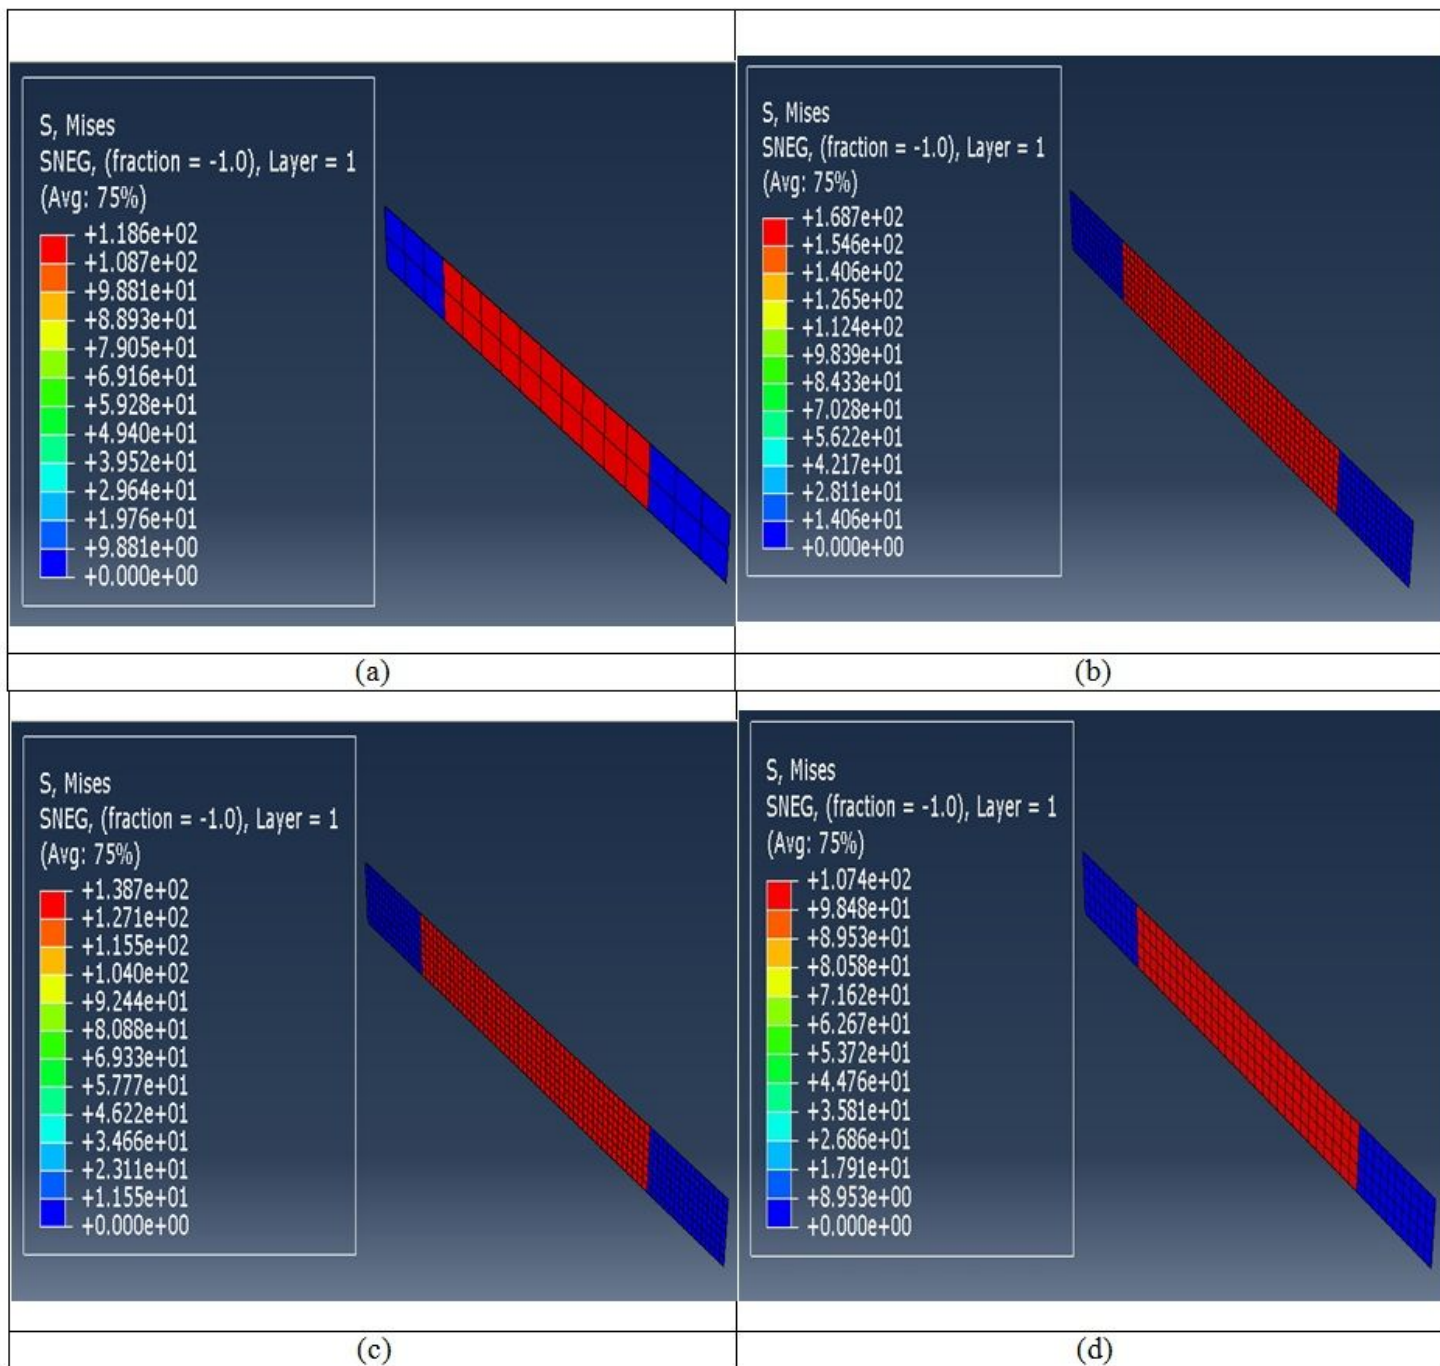 S, Mises
SNEG, (fraction = -1.0), Layer = 1
(Avg: 75%)
+1.186e+02
+1.087e+02
+9.881e+01
+8.893e+01
+7.905e+01
+6.916e+01
+5.928e+01
+4.940e+01
+3.952e+01
+2.964e+01
+1.976e+01
+9.881e+00
+0.000e+00
(a)
S, Mises
SNEG, (fraction = -1.0), Layer = 1
(Avg: 75%)
+1.687e+02
+1.546e+02
+1.406e+02
+1.265e+02
+1.124e+02
+9.839e+01
+8.433e+01
+7.028e+01
+5.622e+01
+4.217e+01
+2.811e+01
+1.406e+01
+0.000e+00
(b)
S, Mises
SNEG, (fraction = -1.0), Layer = 1
(Avg: 75%)
+1.387e+02
+1.271e+02
+1.155e+02
+1.040e+02
+9.244e+01
+8.088e+01
+6.933e+01
+5.777e+01
+4.622e+01
+3.466e+01
+2.311e+01
+1.155e+01
+0.000e+00
(c)
S, Mises
SNEG, (fraction = -1.0), Layer = 1
(Avg: 75%)
+1.074e+02
+9.848e+01
+8.953e+01
+8.058e+01
+7.162e+01
+6.267e+01
+5.372e+01
+4.476e+01
+3.581e+01
+2.686e+01
+1.791e+01
+8.953e+00
+0.000e+00
(d)